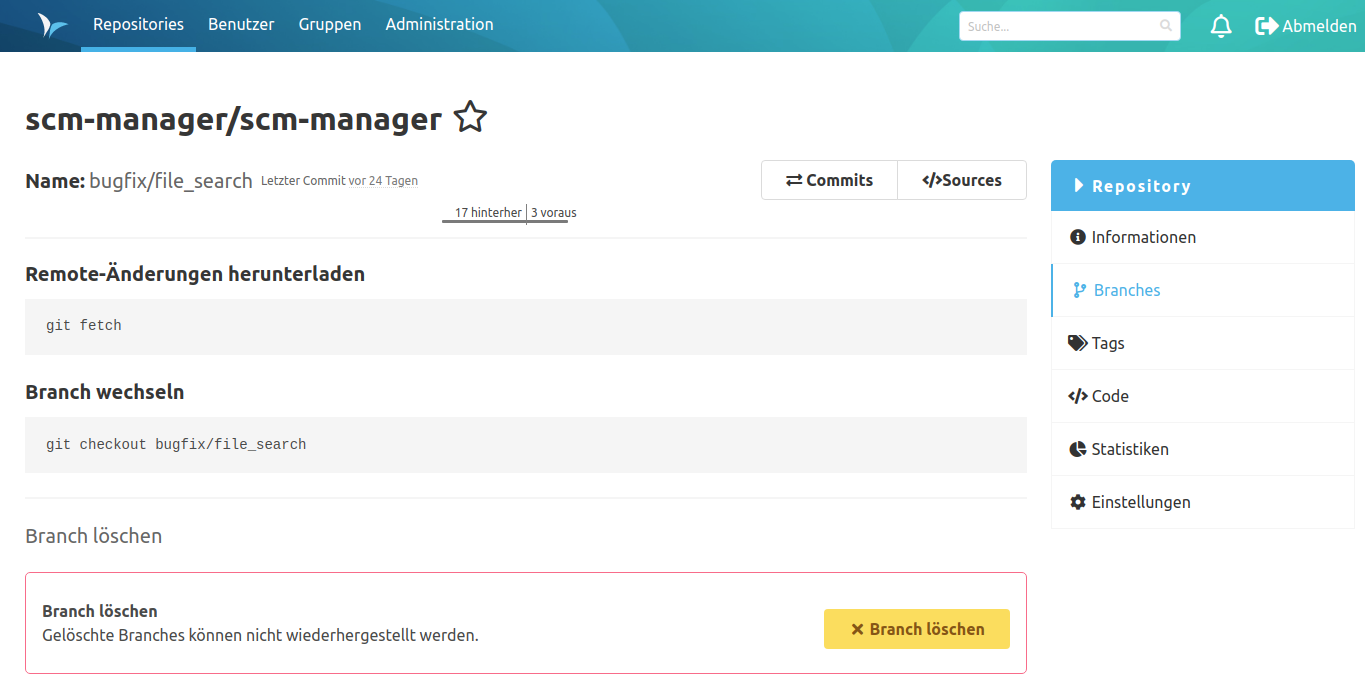 Repositories Benutzer Gruppen Administration Suche... Abmelden
scm-manager/scm-manager
Name: bugfix/file_search Letzter Commit vor 24 Tagen
Commits </>Sources
17 hinterher 3 voraus
Remote-Änderungen herunterladen
git fetch
Branch wechseln
git checkout bugfix/file_search
Branch löschen
Branch löschen
Gelöschte Branches können nicht wiederhergestellt werden.
Branch löschen
Repository
Informationen
Branches
Tags
Code
Statistiken
Einstellungen